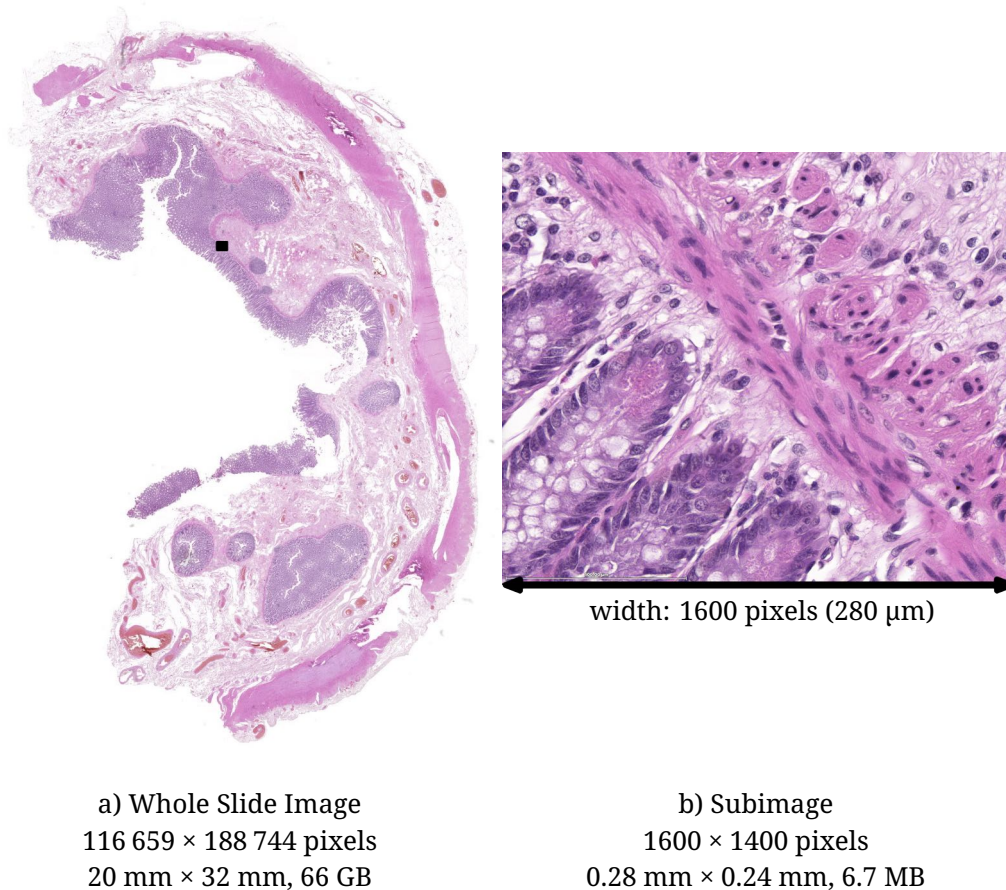 width: 1600 pixels (280 µm)
a) Whole Slide Image
116 659 × 188 744 pixels
20 mm × 32 mm, 66 GB
b) Subimage
1600 × 1400 pixels
0.28 mm × 0.24 mm, 6.7 MB